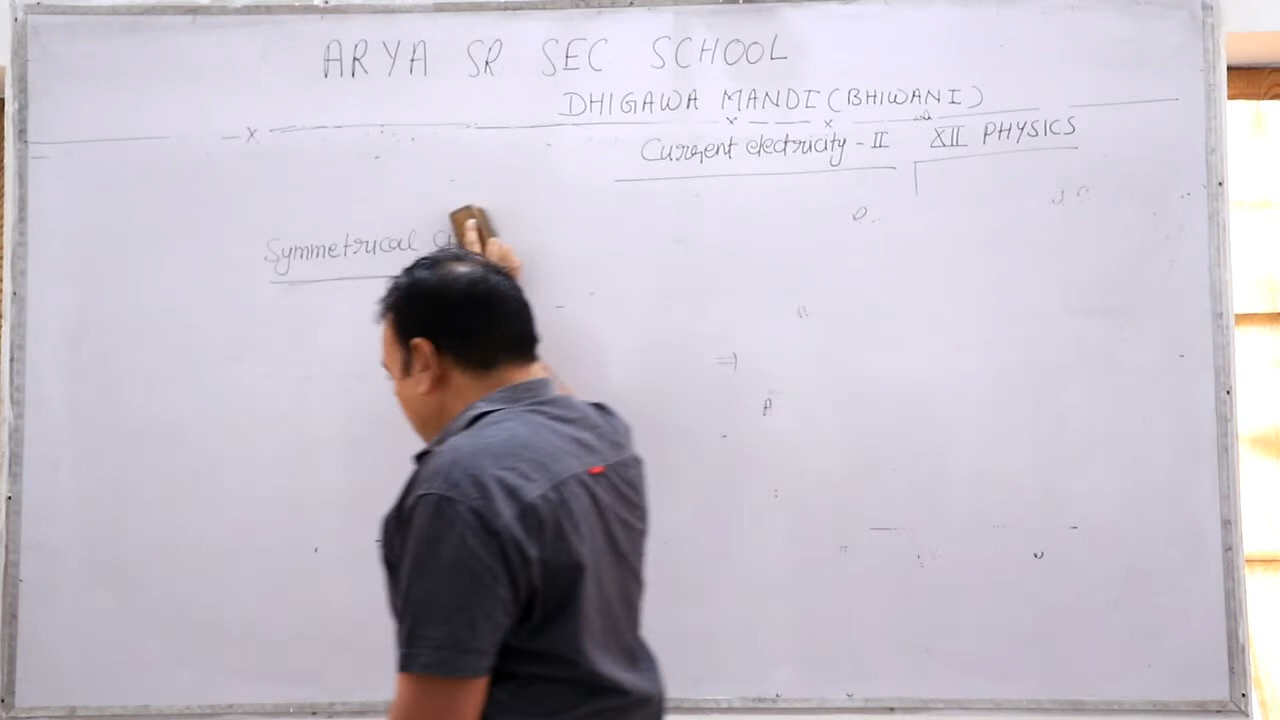 ARYA SR SEC SCHOOL
DHIGAWA MANDI (BHIWANI)
Current electricity - II XII PHYSICS
Symmetrical
⇒
A